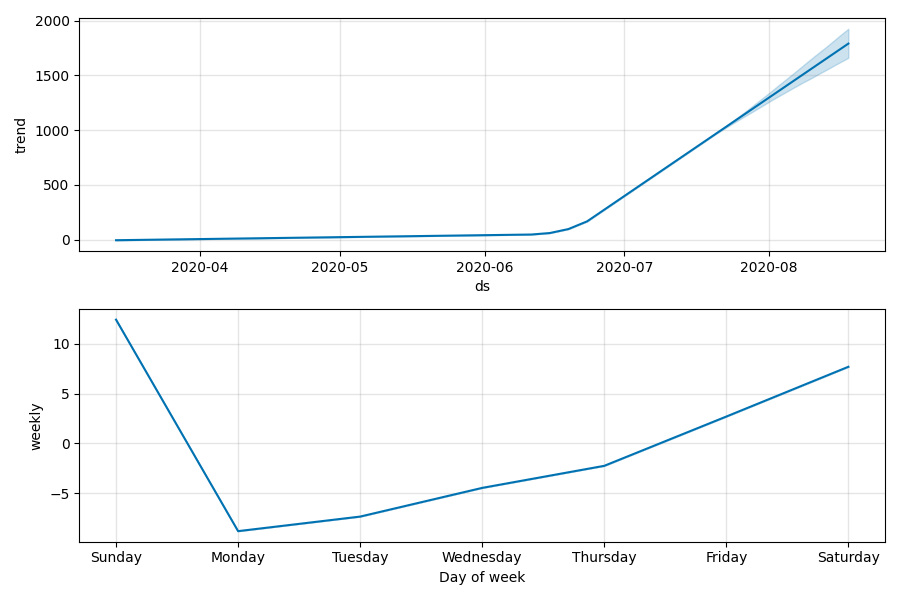 2000
1500
1000
500
0
trend
2020-04 2020-05 2020-06 2020-07 2020-08
ds
10
5
0
−5
weekly
Sunday Monday Tuesday Wednesday Thursday Friday Saturday
Day of week